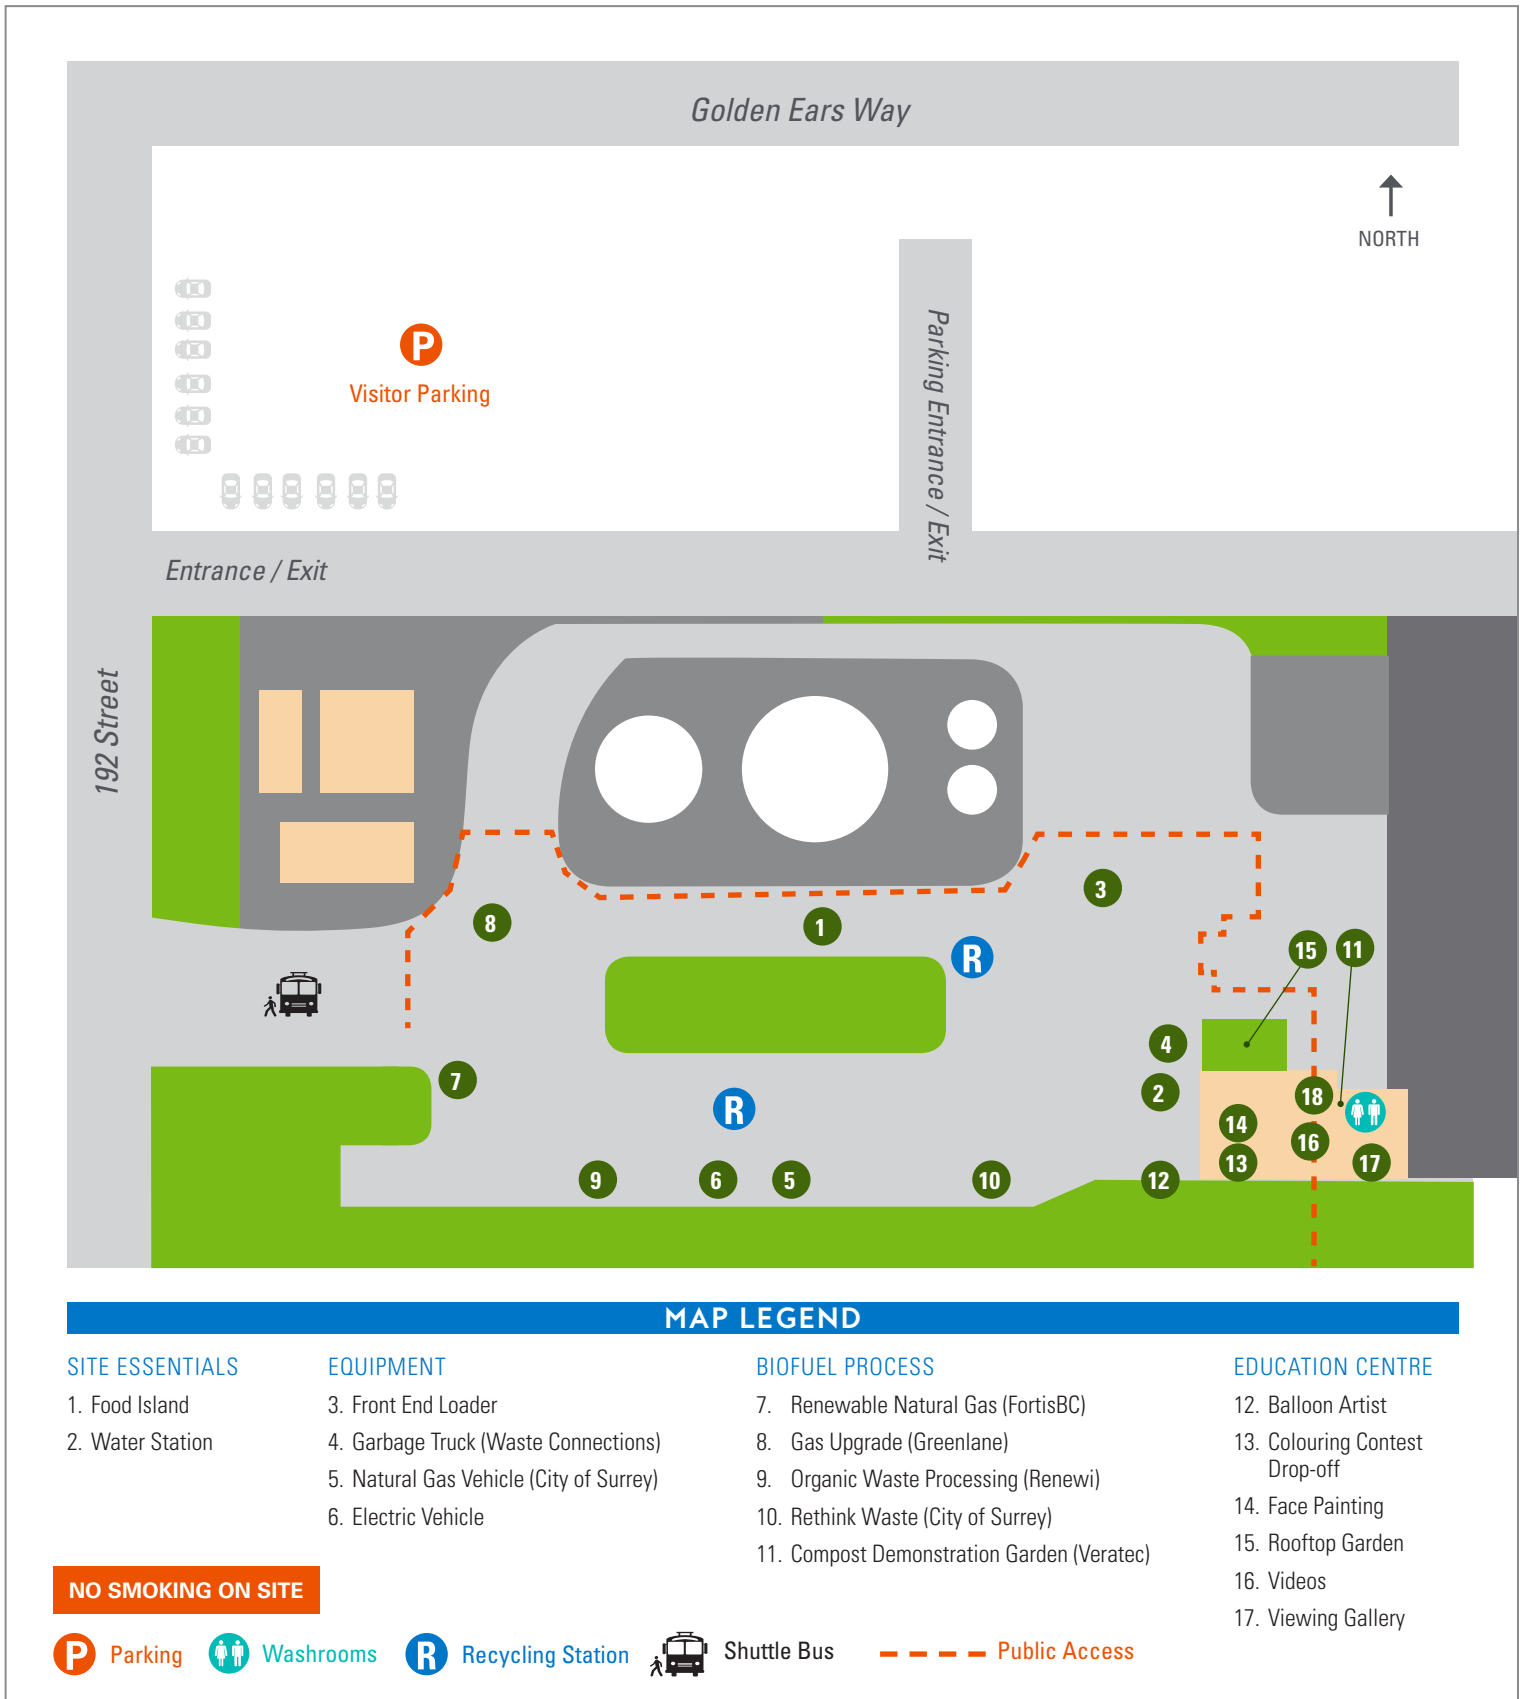 Golden Ears Way
NORTH
Parking Entrance / Exit
P
Visitor Parking
Entrance / Exit
192 Street
3
8
1
R
15
11
4
7
2
18
R
14
16
13
17
9
6
5
10
12
MAP LEGEND
SITE ESSENTIALS
1. Food Island
2. Water Station
EQUIPMENT
3. Front End Loader
4. Garbage Truck (Waste Connections)
5. Natural Gas Vehicle (City of Surrey)
6. Electric Vehicle
BIOFUEL PROCESS
7. Renewable Natural Gas (FortisBC)
8. Gas Upgrade (Greenlane)
9. Organic Waste Processing (Renewi)
10. Rethink Waste (City of Surrey)
11. Compost Demonstration Garden (Veratec)
EDUCATION CENTRE
12. Balloon Artist
13. Colouring Contest
Drop-off
14. Face Painting
15. Rooftop Garden
16. Videos
17. Viewing Gallery
NO SMOKING ON SITE
P Parking
Washrooms
R Recycling Station
Shuttle Bus
Public Access